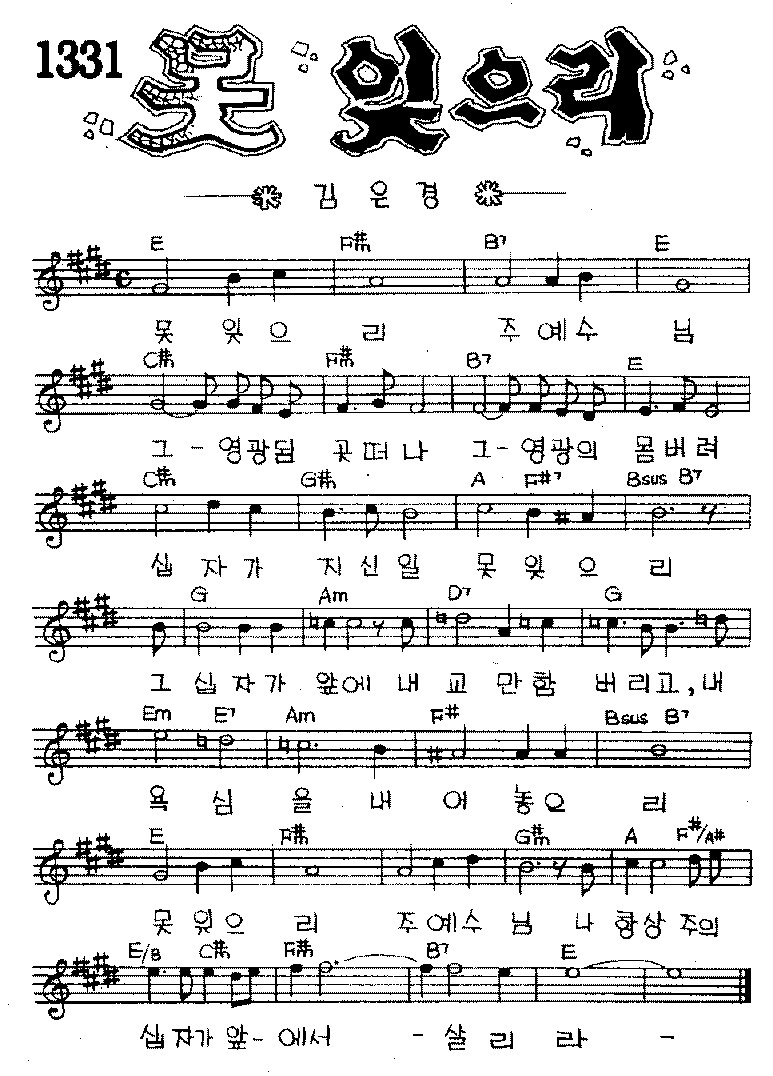 1331 못 잊으리
김은경
E F#m B7 E
못 잊 으 리 주 예 수 님
C#m F#m B7 E
그 - 영광됨 곳떠나 그 - 영광의 몸버려
C#m G#m A F#7 Bsus B7
십 자 가 지 신 일 못 잊 으 리
G Am D7 G
그 십 자 가 앞에 내 교 만 함 버리고, 내
Em E7 Am F# Bsus B7
욕 심 을 내 어 놓으 리
E F#m G#m A F#/A#
못 잊으 리 주 예수 님 나 항상 주의
E/B C#m F#m B7 E
십자가 앞 - 에서 - 살 리 라 -